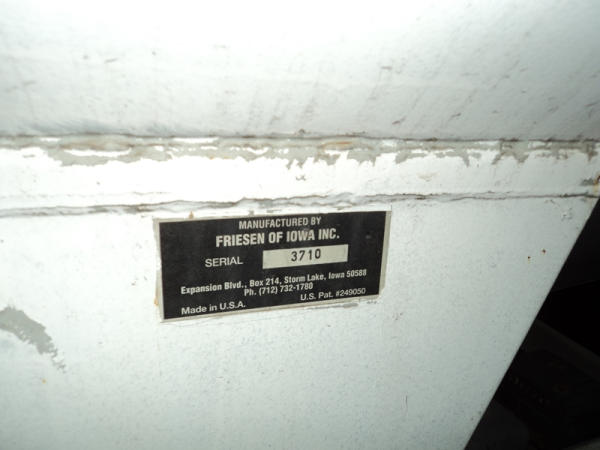 MANUFACTURED BY
FRIESEN OF IOWA INC.
SERIAL 3710
Expansion Blvd., Box 214, Storm Lake, Iowa 50588
Ph. (712) 732-1780
Made in U.S.A. U.S. Pat. #249050